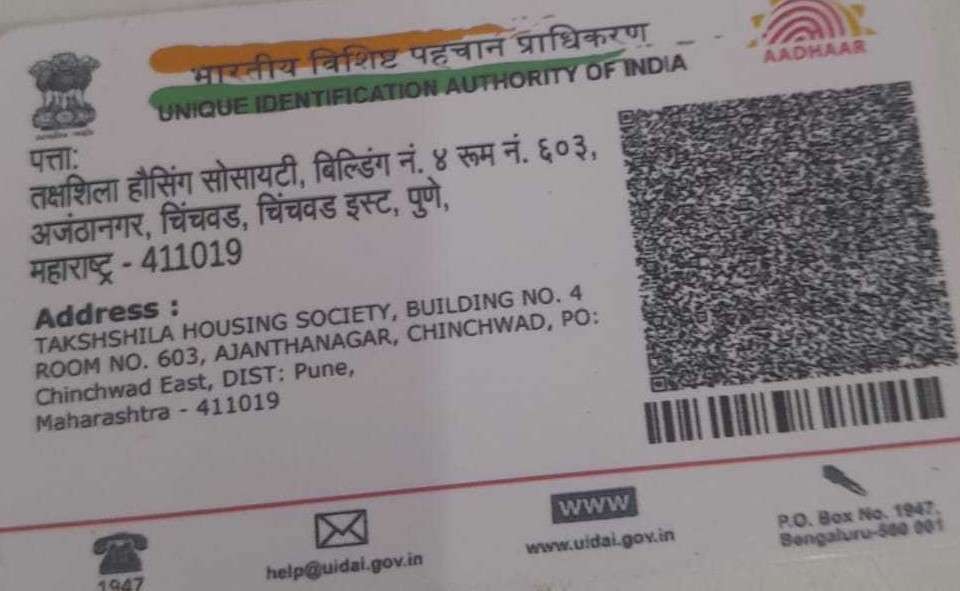 भारतीय विशिष्ट पहचान प्राधिकरण
UNIQUE IDENTIFICATION AUTHORITY OF INDIA
AADHAAR
पत्ता:
तक्षशिला हौसिंग सोसायटी, बिल्डिंग नं. ४ रूम नं. ६०३,
अजंठानगर, चिंचवड, चिंचवड इस्ट, पुणे,
महाराष्ट्र - 411019
Address :
TAKSHSHILA HOUSING SOCIETY, BUILDING NO. 4
ROOM NO. 603, AJANTHANAGAR, CHINCHWAD, PO:
Chinchwad East, DIST: Pune,
Maharashtra - 411019
1947
help@uidai.gov.in
WWW
www.uidai.gov.in
P.O. Box No. 1947,
Bengaluru-560 001